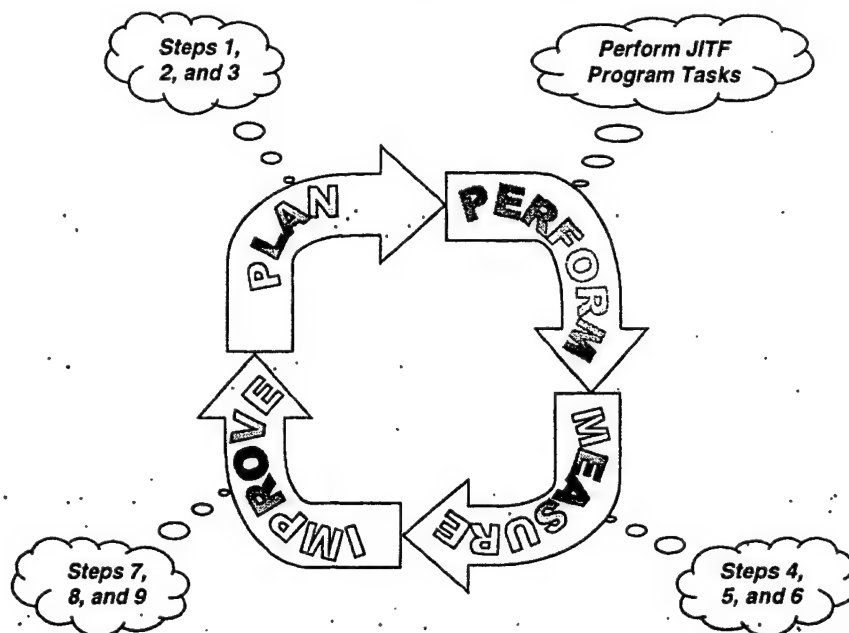 Steps 1,
2, and 3
Perform JITF
Program Tasks
PLAN
PERFORM
IMPROVE
MEASURE
Steps 7,
8, and 9
Steps 4,
5, and 6